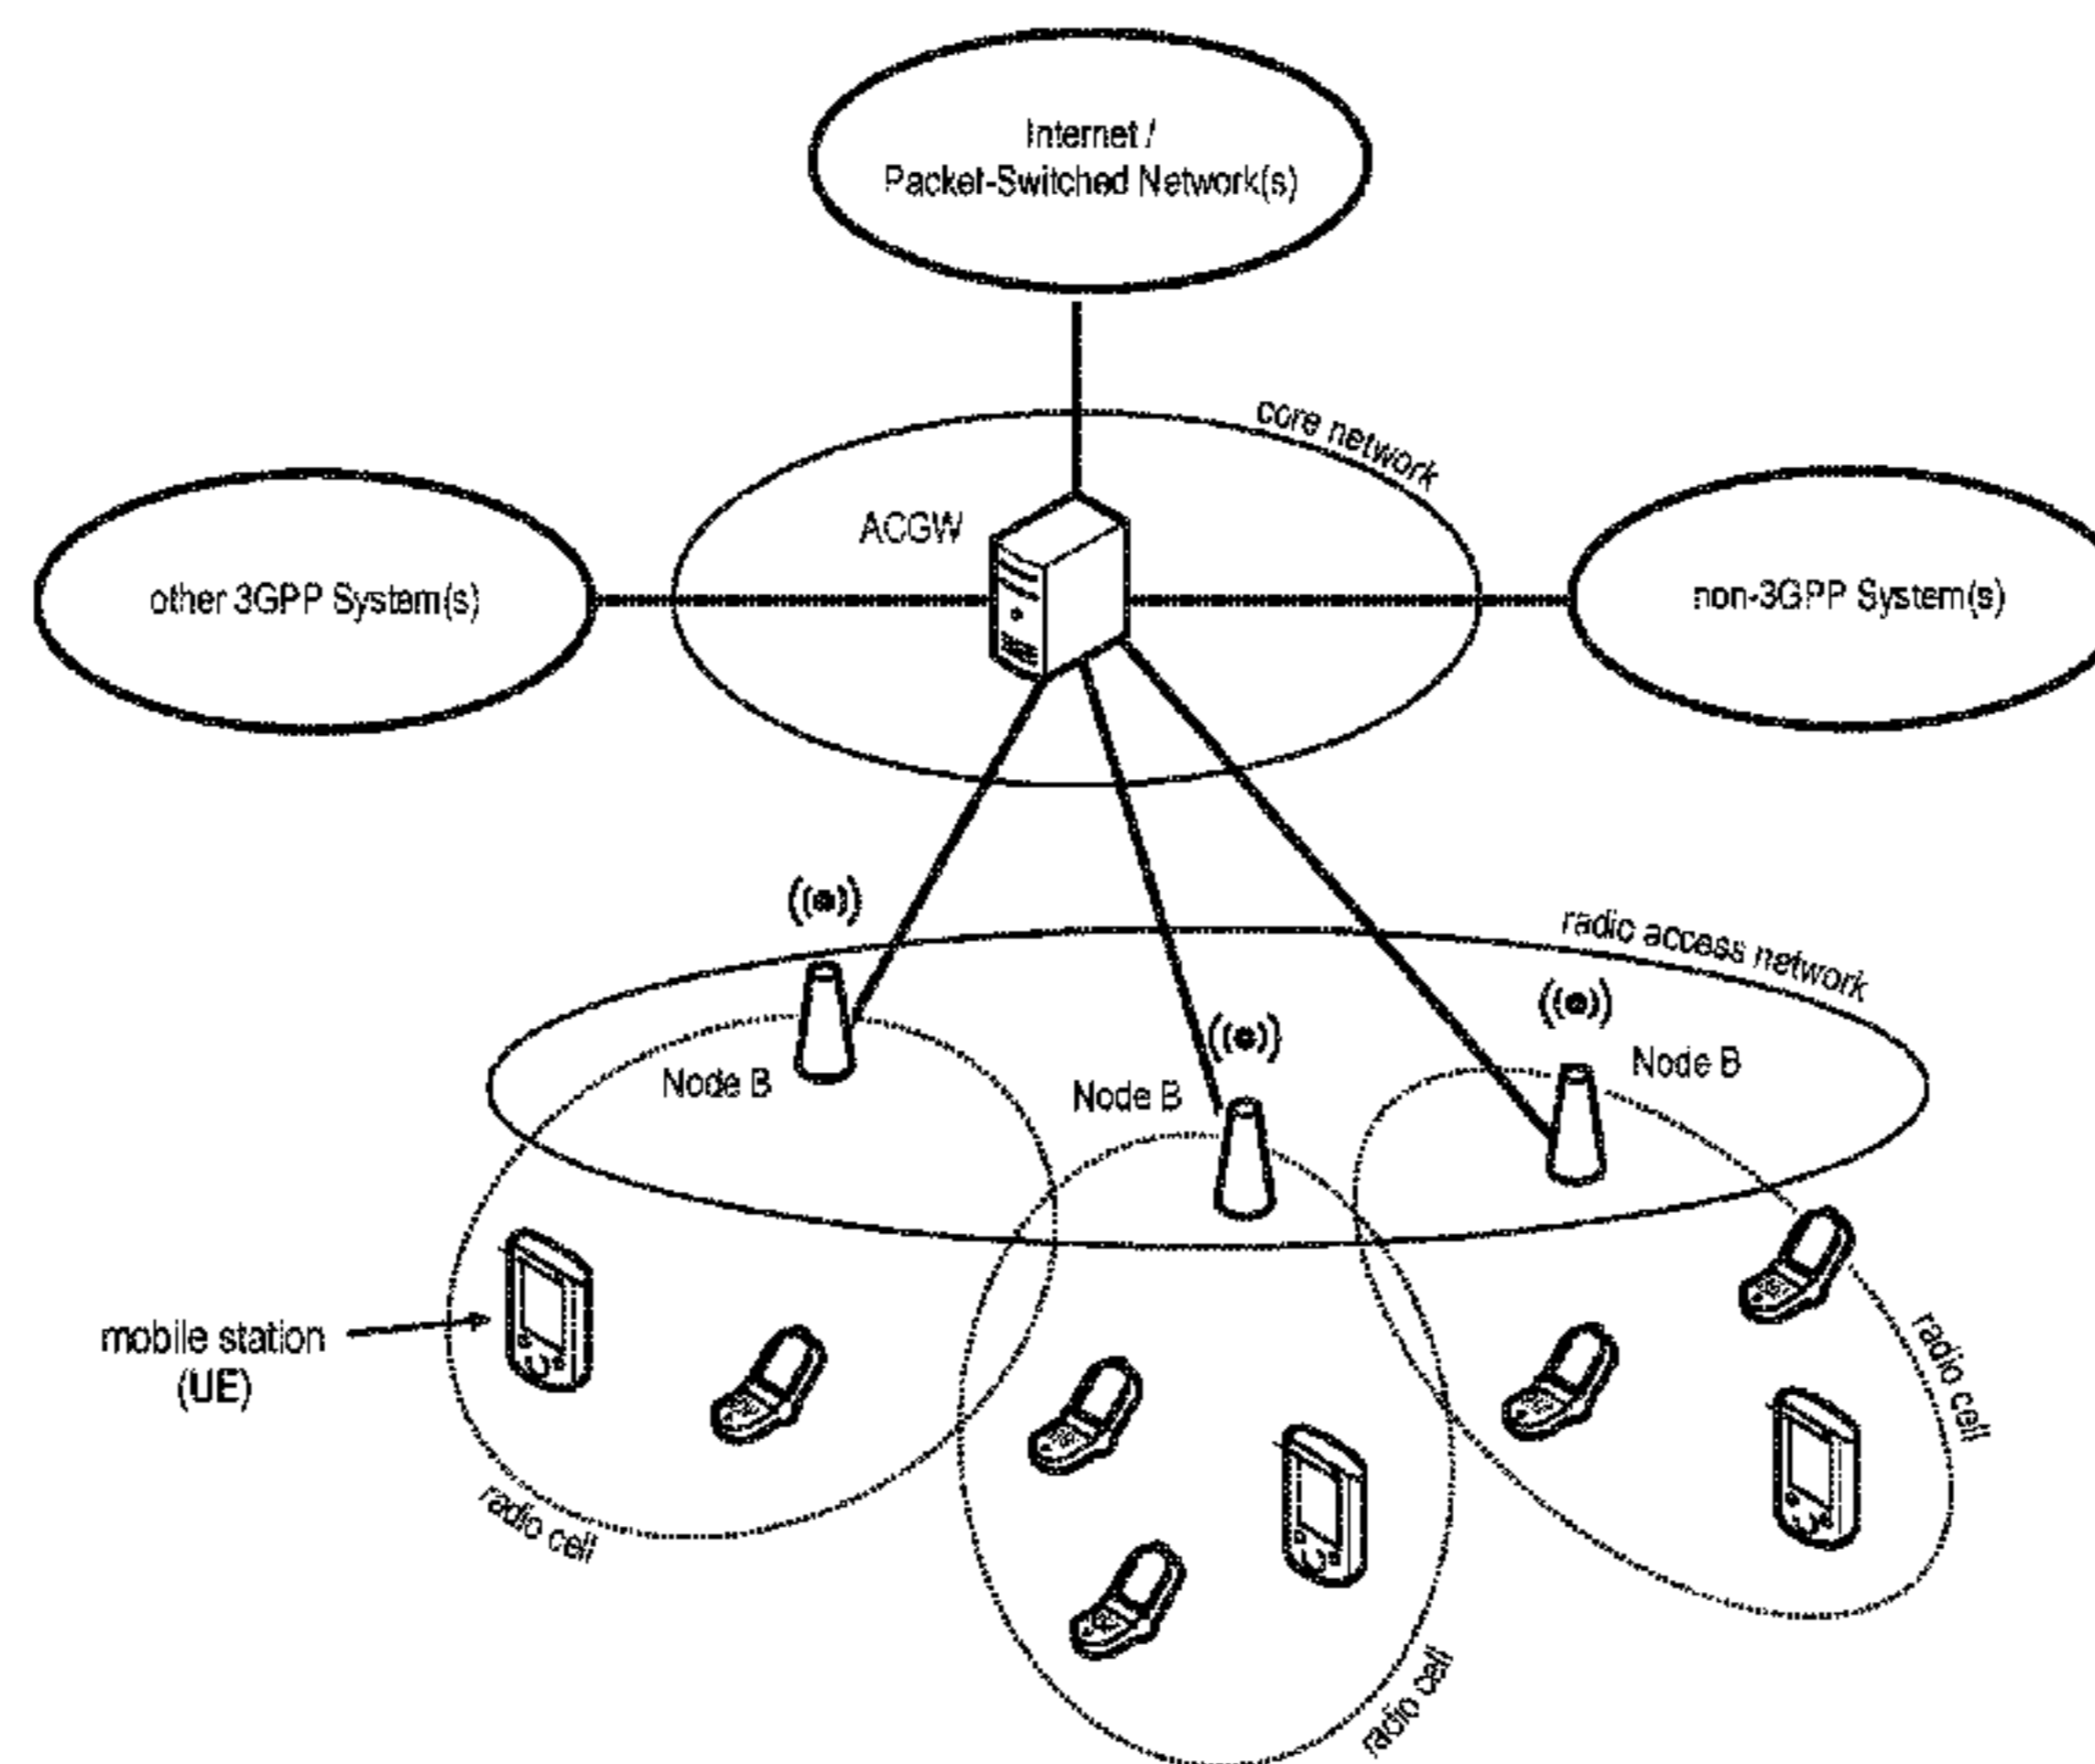 Internet /
Packet-Switched Network(s)
core network
ACGW
other 3GPP System(s)
non-3GPP System(s)
radio access network
Node B
Node B
Node B
mobile station
(UE)
radio cell
radio cell
radio cell